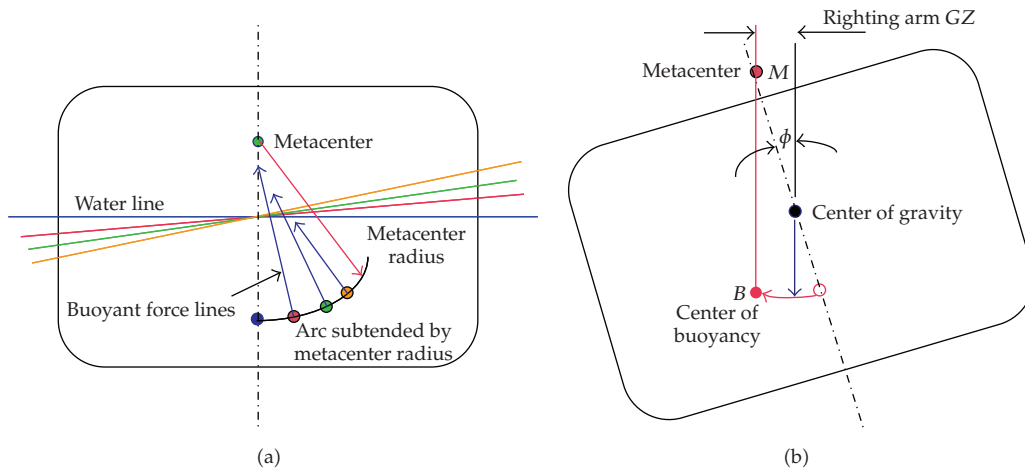 Metacenter
Water line
Metacenter
radius
Buoyant force lines
Arc subtended by
metacenter radius
(a)
Righting arm GZ
Metacenter
M
ϕ
Center of gravity
B
Center of
buoyancy
(b)